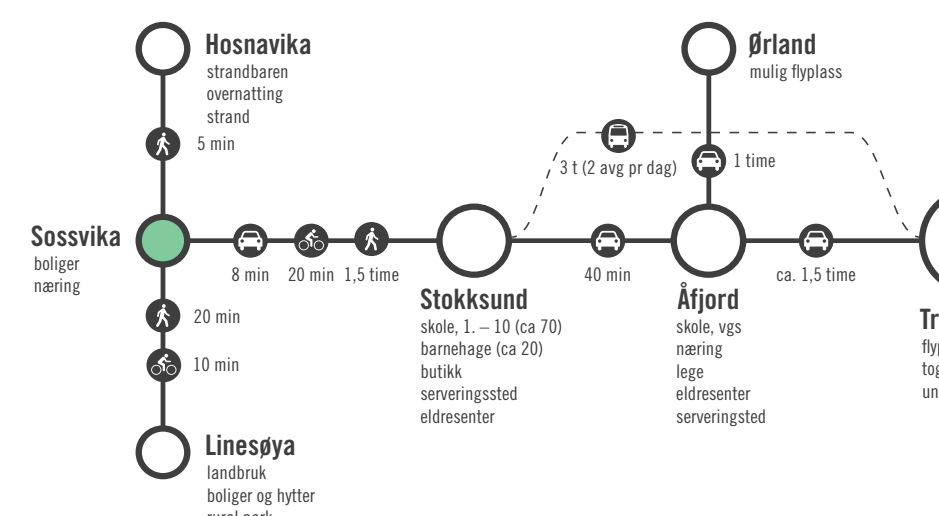 Hosnavika
strandbaren
overnatting
strand
5 min
Ørland
mulig flyplass
3 t (2 avg pr dag)
1 time
Sossvika
boliger
næring
8 min
20 min
1,5 time
40 min
ca. 1,5 time
Stokksund
skole, 1. – 10 (ca 70)
barnehage (ca 20)
butikk
serveringssted
eldresenter
Åfjord
skole, vgs
næring
lege
eldresenter
serveringsted
Tr
20 min
10 min
Linesøya
landbruk
boliger og hytter